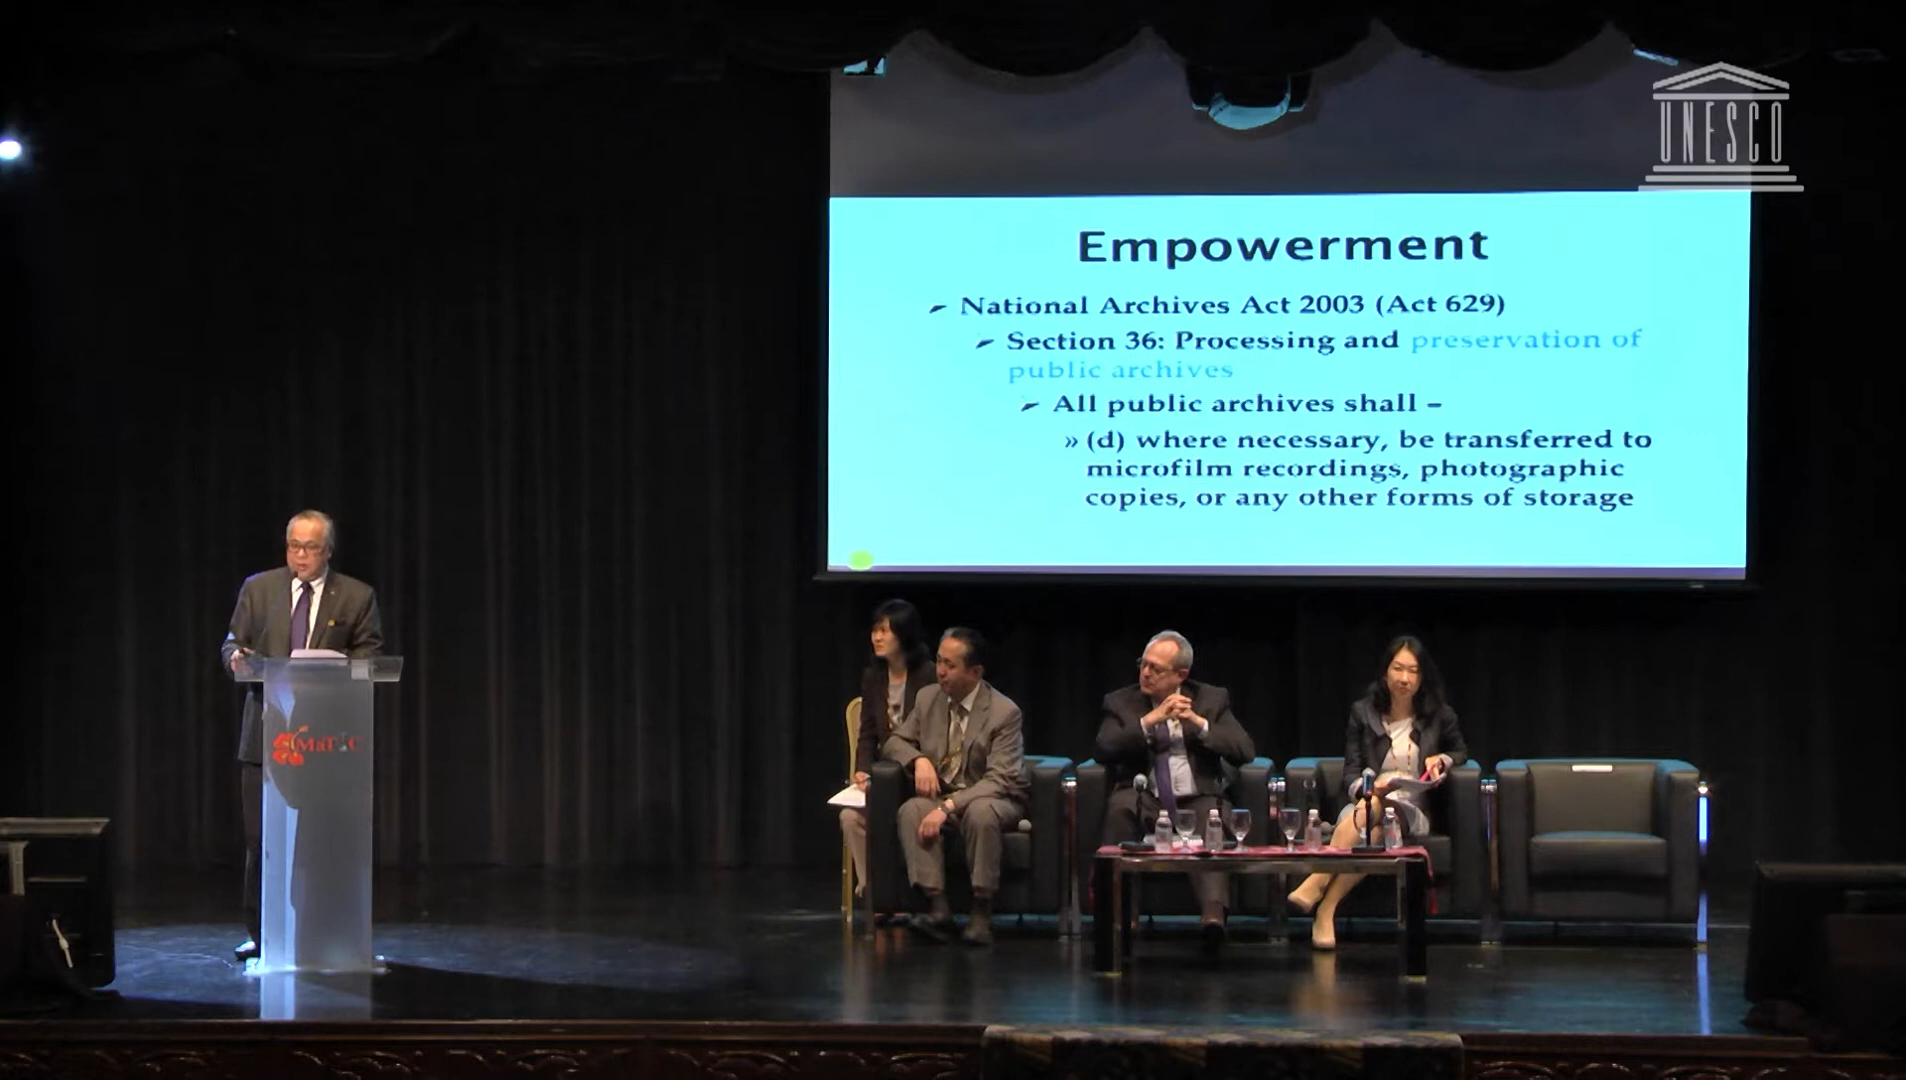 UNESCO
Empowerment
➢ National Archives Act 2003 (Act 629)
➢ Section 36: Processing and preservation of
public archives
➢ All public archives shall –
» (d) where necessary, be transferred to
microfilm recordings, photographic
copies, or any other forms of storage
MaTiC